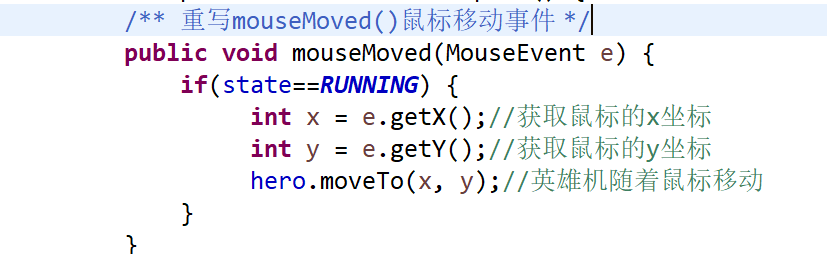 /** 重写mouseMoved()鼠标移动事件 */
public void mouseMoved(MouseEvent e) {
if(state==RUNNING) {
int x = e.getX();//获取鼠标的x坐标
int y = e.getY();//获取鼠标的y坐标
hero.moveTo(x, y);//英雄机随着鼠标移动
}
}